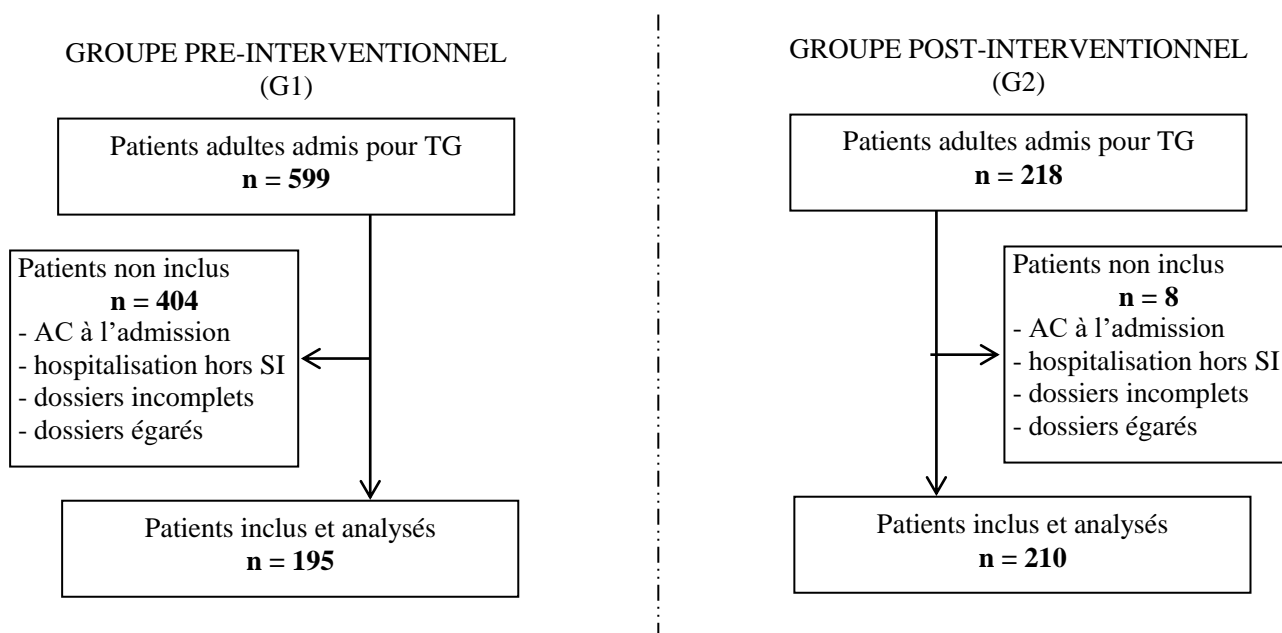 GROUPE PRE-INTERVENTIONNEL
(G1)
Patients adultes admis pour TG
n = 599
Patients non inclus
n = 404
- AC à l’admission
- hospitalisation hors SI
- dossiers incomplets
- dossiers égarés
Patients inclus et analysés
n = 195
GROUPE POST-INTERVENTIONNEL
(G2)
Patients adultes admis pour TG
n = 218
Patients non inclus
n = 8
- AC à l’admission
- hospitalisation hors SI
- dossiers incomplets
- dossiers égarés
Patients inclus et analysés
n = 210